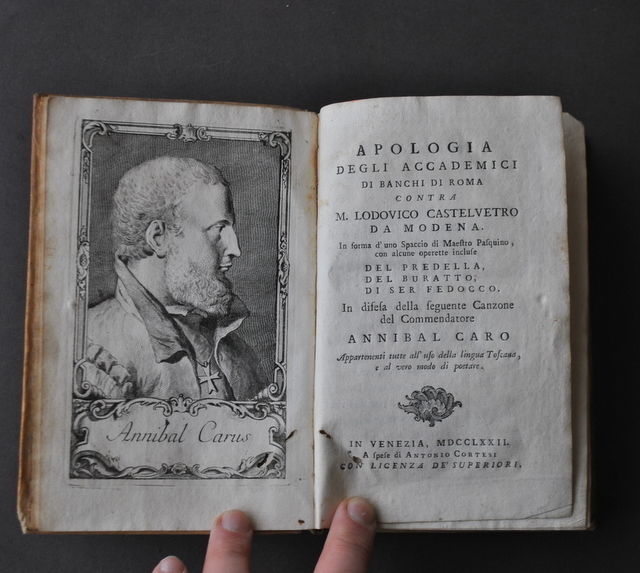 Annibal Carus
APOLOGIA
DEGLI ACCADEMICI
DI BANCHI DI ROMA
CONTRA
M. LODOVICO CASTELVETRO
DA MODENA.
In forma d'uno Spaccio di Maestro Pasquino,
con alcune operette incluse
DEL PREDELLA,
DEL BURATTO,
DI SER FEDOCCO.
In difesa della seguente Canzone
del Commendatore
ANNIBAL CARO
Appartenenti tutte all'uso della lingua Toscana,
e al vero modo di poetare.
IN VENEZIA, MDCCLXXII.
A spese di ANTONIO CORTESI
CON LICENZA DE' SUPERIORI.